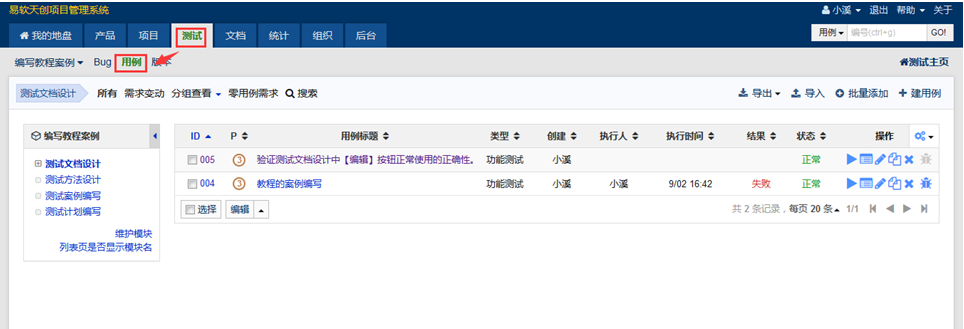 易软天创项目管理系统
小溪 退出 帮助 关于
我的地盘 产品 项目 测试 文档 统计 组织 后台
用例 编号(ctrl+g) GO!
编写教程案例 Bug 用例 版本
测试主页
测试文档设计 所有 需求变动 分组查看 零用例需求 搜索
导出 导入 批量添加 建用例
编写教程案例
测试文档设计
测试方法设计
测试案例编写
测试计划编写
维护模块
列表页是否显示模块名
ID P 用例标题 类型 创建 执行人 执行时间 结果 状态 操作
005 3 验证测试文档设计中【编辑】按钮正常使用的正确性。 功能测试 小溪 正常
004 3 教程的案例编写 功能测试 小溪 小溪 9/02 16:42 失败 正常
选择 编辑
共 2 条记录，每页 20 条 1/1